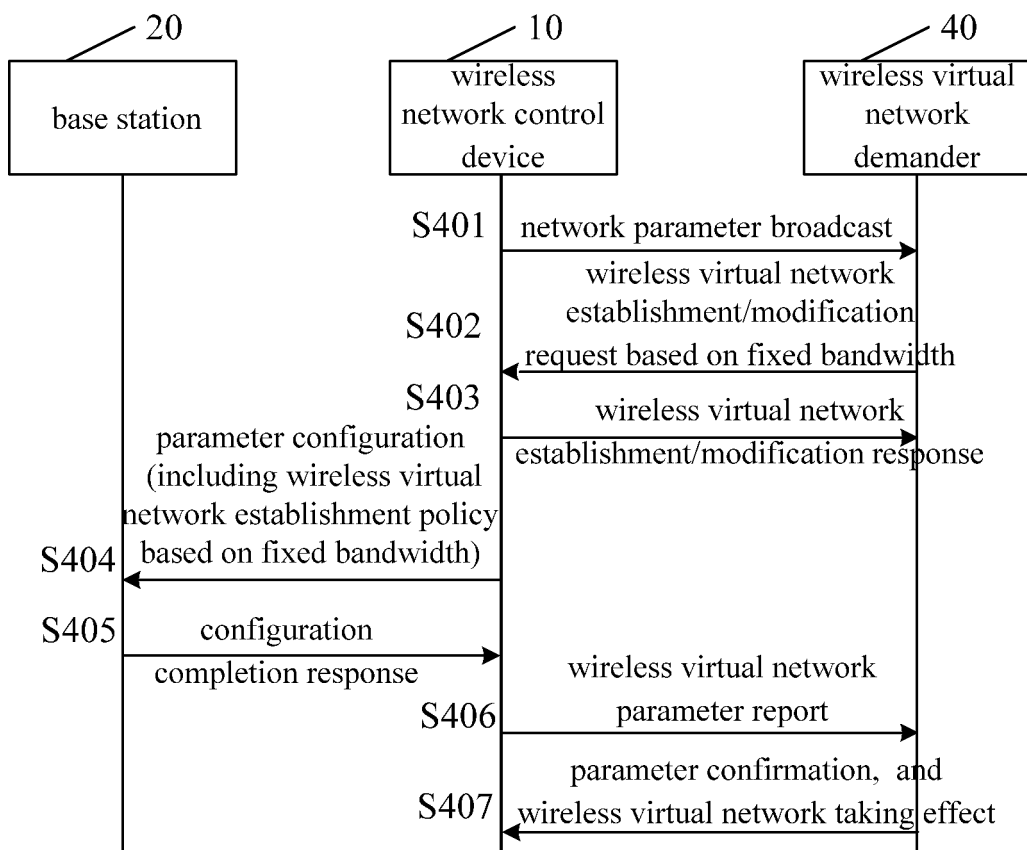 20
10
40
base station
wireless
network control
device
wireless virtual
network
demander
S401
network parameter broadcast
wireless virtual network
establishment/modification
S402
request based on fixed bandwidth
S403
wireless virtual network
establishment/modification response
parameter configuration
(including wireless virtual
network establishment policy
based on fixed bandwidth)
S404
S405
configuration
completion response
wireless virtual network
S406
parameter report
parameter confirmation, and
S407
wireless virtual network taking effect